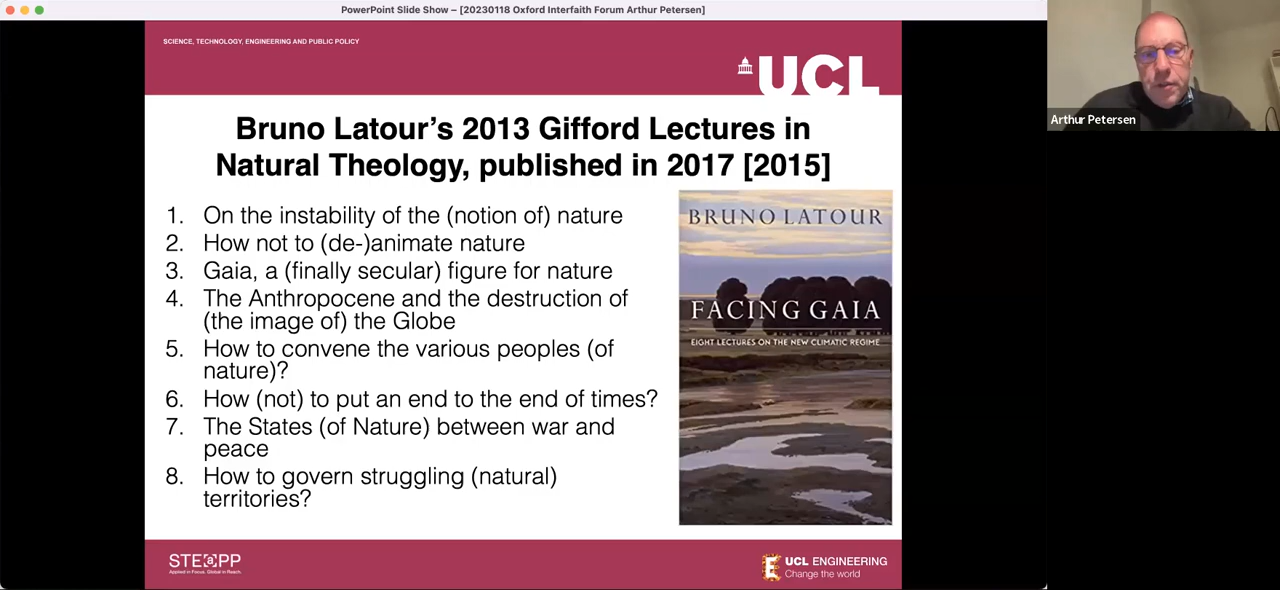 PowerPoint Slide Show – [20230118 Oxford Interfaith Forum Arthur Petersen]
SCIENCE, TECHNOLOGY, ENGINEERING AND PUBLIC POLICY
UCL
Bruno Latour’s 2013 Gifford Lectures in
Natural Theology, published in 2017 [2015]
1. On the instability of the (notion of) nature
2. How not to (de-)animate nature
3. Gaia, a (finally secular) figure for nature
4. The Anthropocene and the destruction of
(the image of) the Globe
5. How to convene the various peoples (of
nature)?
6. How (not) to put an end to the end of times?
7. The States (of Nature) between war and
peace
8. How to govern struggling (natural)
territories?
BRUNO LATOUR
FACING GAIA
EIGHT LECTURES ON THE NEW CLIMATIC REGIME
STEaPP
Applied in Focus. Global in Reach.
UCL ENGINEERING
Change the world
Arthur Petersen